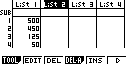 List 1 List 2 List 3 List 4
SUB
1 500
2 450
3 125
4 50
TOOL EDIT DEL DEL·A INS ▷